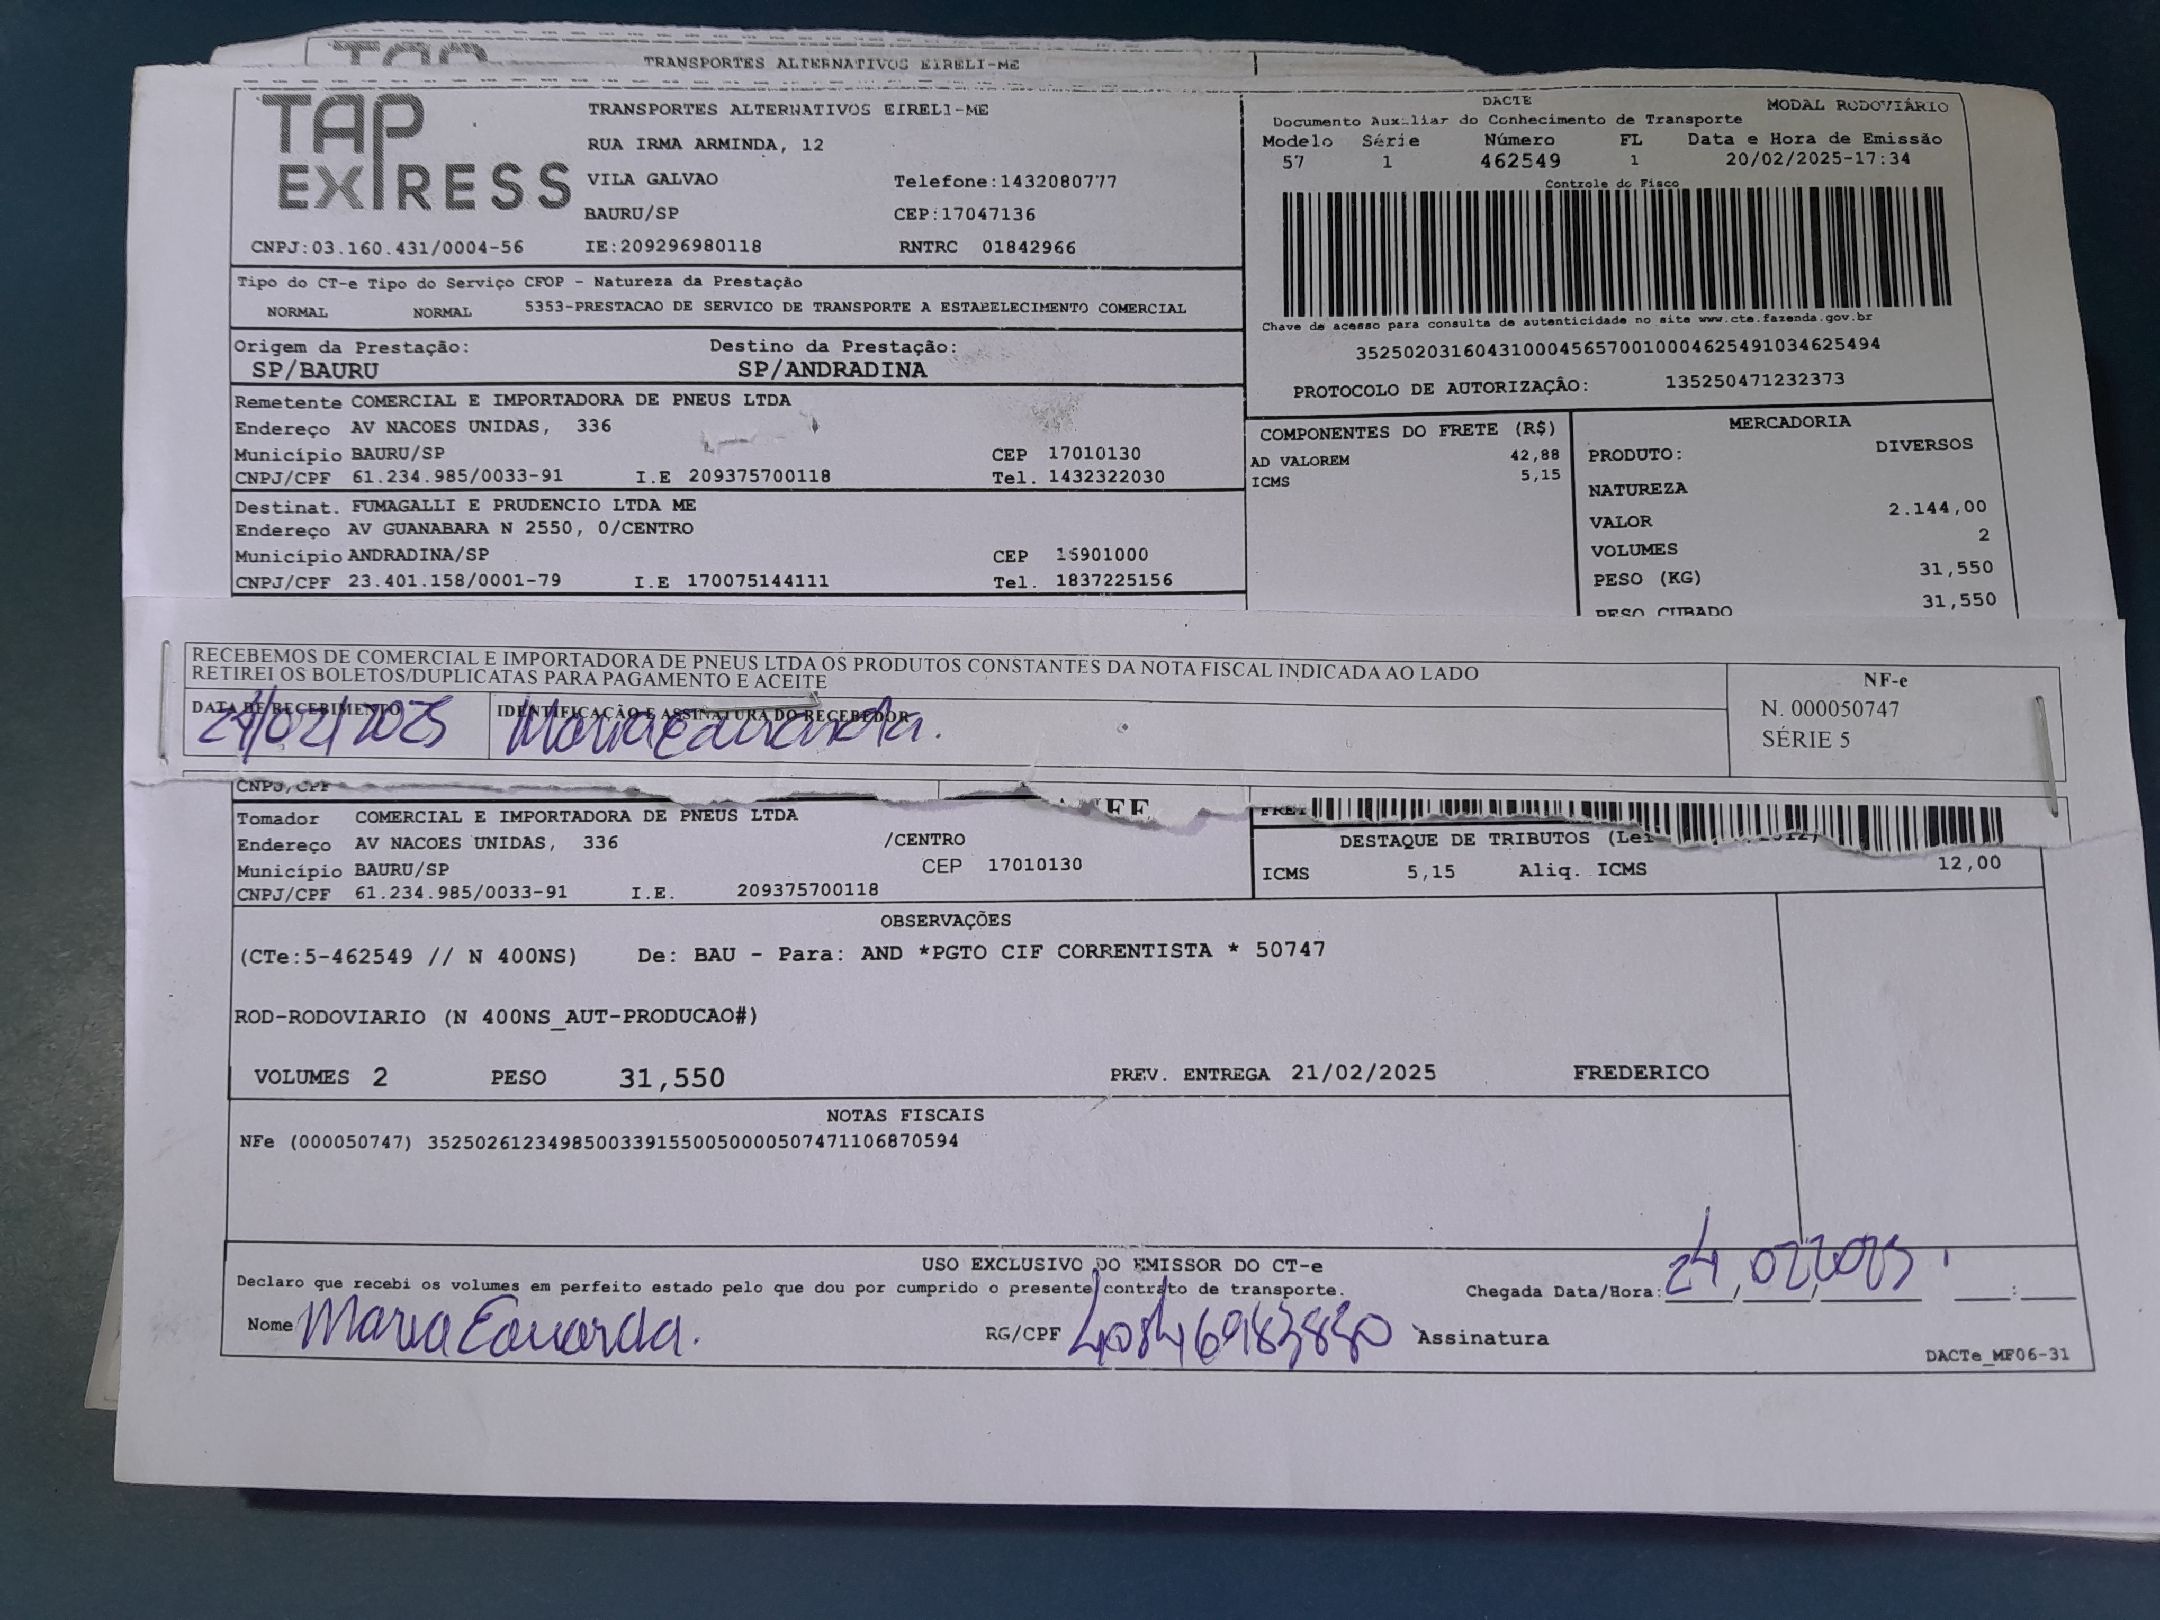 TRANSPORTES ALTERNATIVOS EIRELI-ME
TAP EXPRESS
TRANSPORTES ALTERNATIVOS EIRELI-ME
RUA IRMA ARMINDA, 12
VILA GALVAO Telefone:1432080777
BAURU/SP CEP:17047136
CNPJ:03.160.431/0004-56 IE:209296980118 RNTRC 01842966
DACTE MODAL RODOVIÁRIO
Documento Auxiliar do Conhecimento de Transporte
Modelo Série Número FL Data e Hora de Emissão
57 1 462549 1 20/02/2025-17:34
Controle do Fisco
Chave de acesso para consulta de autenticidade no site www.cte.fazenda.gov.br
35250203160431000456570010004625491034625494
PROTOCOLO DE AUTORIZAÇÃO: 135250471232373
Tipo do CT-e Tipo do Serviço CFOP - Natureza da Prestação
NORMAL NORMAL 5353-PRESTACAO DE SERVICO DE TRANSPORTE A ESTABELECIMENTO COMERCIAL
Origem da Prestação: Destino da Prestação:
SP/BAURU SP/ANDRADINA
Remetente COMERCIAL E IMPORTADORA DE PNEUS LTDA
Endereço AV NACOES UNIDAS, 336
Município BAURU/SP CEP 17010130
CNPJ/CPF 61.234.985/0033-91 I.E 209375700118 Tel. 1432322030
Destinat. FUMAGALLI E PRUDENCIO LTDA ME
Endereço AV GUANABARA N 2550, 0/CENTRO
Município ANDRADINA/SP CEP 16901000
CNPJ/CPF 23.401.158/0001-79 I.E 170075144111 Tel. 1837225156
COMPONENTES DO FRETE (R$)
AD VALOREM 42,88
ICMS 5,15
MERCADORIA
PRODUTO: DIVERSOS
NATUREZA
VALOR 2.144,00
VOLUMES 2
PESO (KG) 31,550
PESO CUBADO 31,550
RECEBEMOS DE COMERCIAL E IMPORTADORA DE PNEUS LTDA OS PRODUTOS CONSTANTES DA NOTA FISCAL INDICADA AO LADO
RETIREI OS BOLETOS/DUPLICATAS PARA PAGAMENTO E ACEITE
DATA DE RECEBIMENTO IDENTIFICAÇÃO E ASSINATURA DO RECEBEDOR
24/02/2025 Maria Eduarda.
NF-e
N. 000050747
SÉRIE 5
CNPJ/CPF
Tomador COMERCIAL E IMPORTADORA DE PNEUS LTDA
Endereço AV NACOES UNIDAS, 336 /CENTRO
Município BAURU/SP CEP 17010130
CNPJ/CPF 61.234.985/0033-91 I.E. 209375700118
DESTAQUE DE TRIBUTOS (Lei
ICMS 5,15 Aliq. ICMS 12,00
OBSERVAÇÕES
(CTe:5-462549 // N 400NS) De: BAU - Para: AND *PGTO CIF CORRENTISTA * 50747
ROD-RODOVIARIO (N 400NS_AUT-PRODUCAO#)
VOLUMES 2 PESO 31,550 PREV. ENTREGA 21/02/2025 FREDERICO
NOTAS FISCAIS
NFe (000050747) 35250261234985003391550050000507471106870594
USO EXCLUSIVO DO EMISSOR DO CT-e
Declaro que recebi os volumes em perfeito estado pelo que dou por cumprido o presente contrato de transporte.
Chegada Data/Hora: 24,02,2025
Nome Maria Eduarda. RG/CPF 40846983880 Assinatura
DACTe_MF06-31